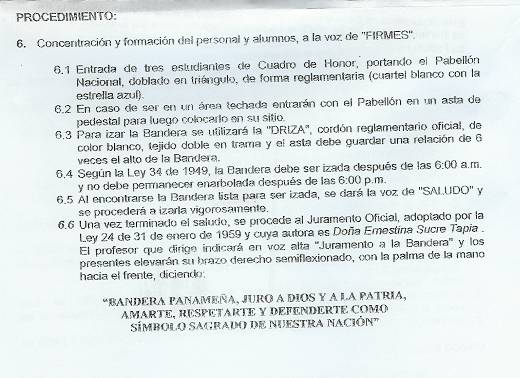 PROCEDIMIENTO:
6. Concentración y formación del personal y alumnos, a la voz de "FIRMES".
6.1 Entrada de tres estudiantes de Cuadro de Honor, portando el Pabellón
Nacional, doblado en triángulo, de forma reglamentaria (cuartel blanco con la
estrella azul).
6.2 En caso de ser en un área techada entrarán con el Pabellón en un asta de
pedestal para luego colocarlo en su sitio.
6.3 Para izar la Bandera se utilizará la "DRIZA", cordón reglamentario oficial, de
color blanco, tejido doble en trama y el asta debe guardar una relación de 6
veces el alto de la Bandera.
6.4 Según la Ley 34 de 1949, la Bandera debe ser izada después de las 6:00 a.m.
y no debe permanecer enarbolada después de las 6:00 p.m.
6.5 Al encontrarse la Bandera lista para ser izada, se dará la voz de "SALUDO" y
se procederá a izarla vigorosamente.
6.6 Una vez terminado el saludo, se procede al Juramento Oficial, adoptado por la
Ley 24 de 31 de enero de 1959 y cuya autora es Doña Ernestina Sucre Tapia .
El profesor que dirige indicará en voz alta "Juramento a la Bandera" y los
presentes elevarán su brazo derecho semiflexionado, con la palma de la mano
hacia el frente, diciendo:
"BANDERA PANAMEÑA, JURO A DIOS Y A LA PATRIA,
AMARTE, RESPETARTE Y DEFENDERTE COMO
SÍMBOLO SAGRADO DE NUESTRA NACIÓN"